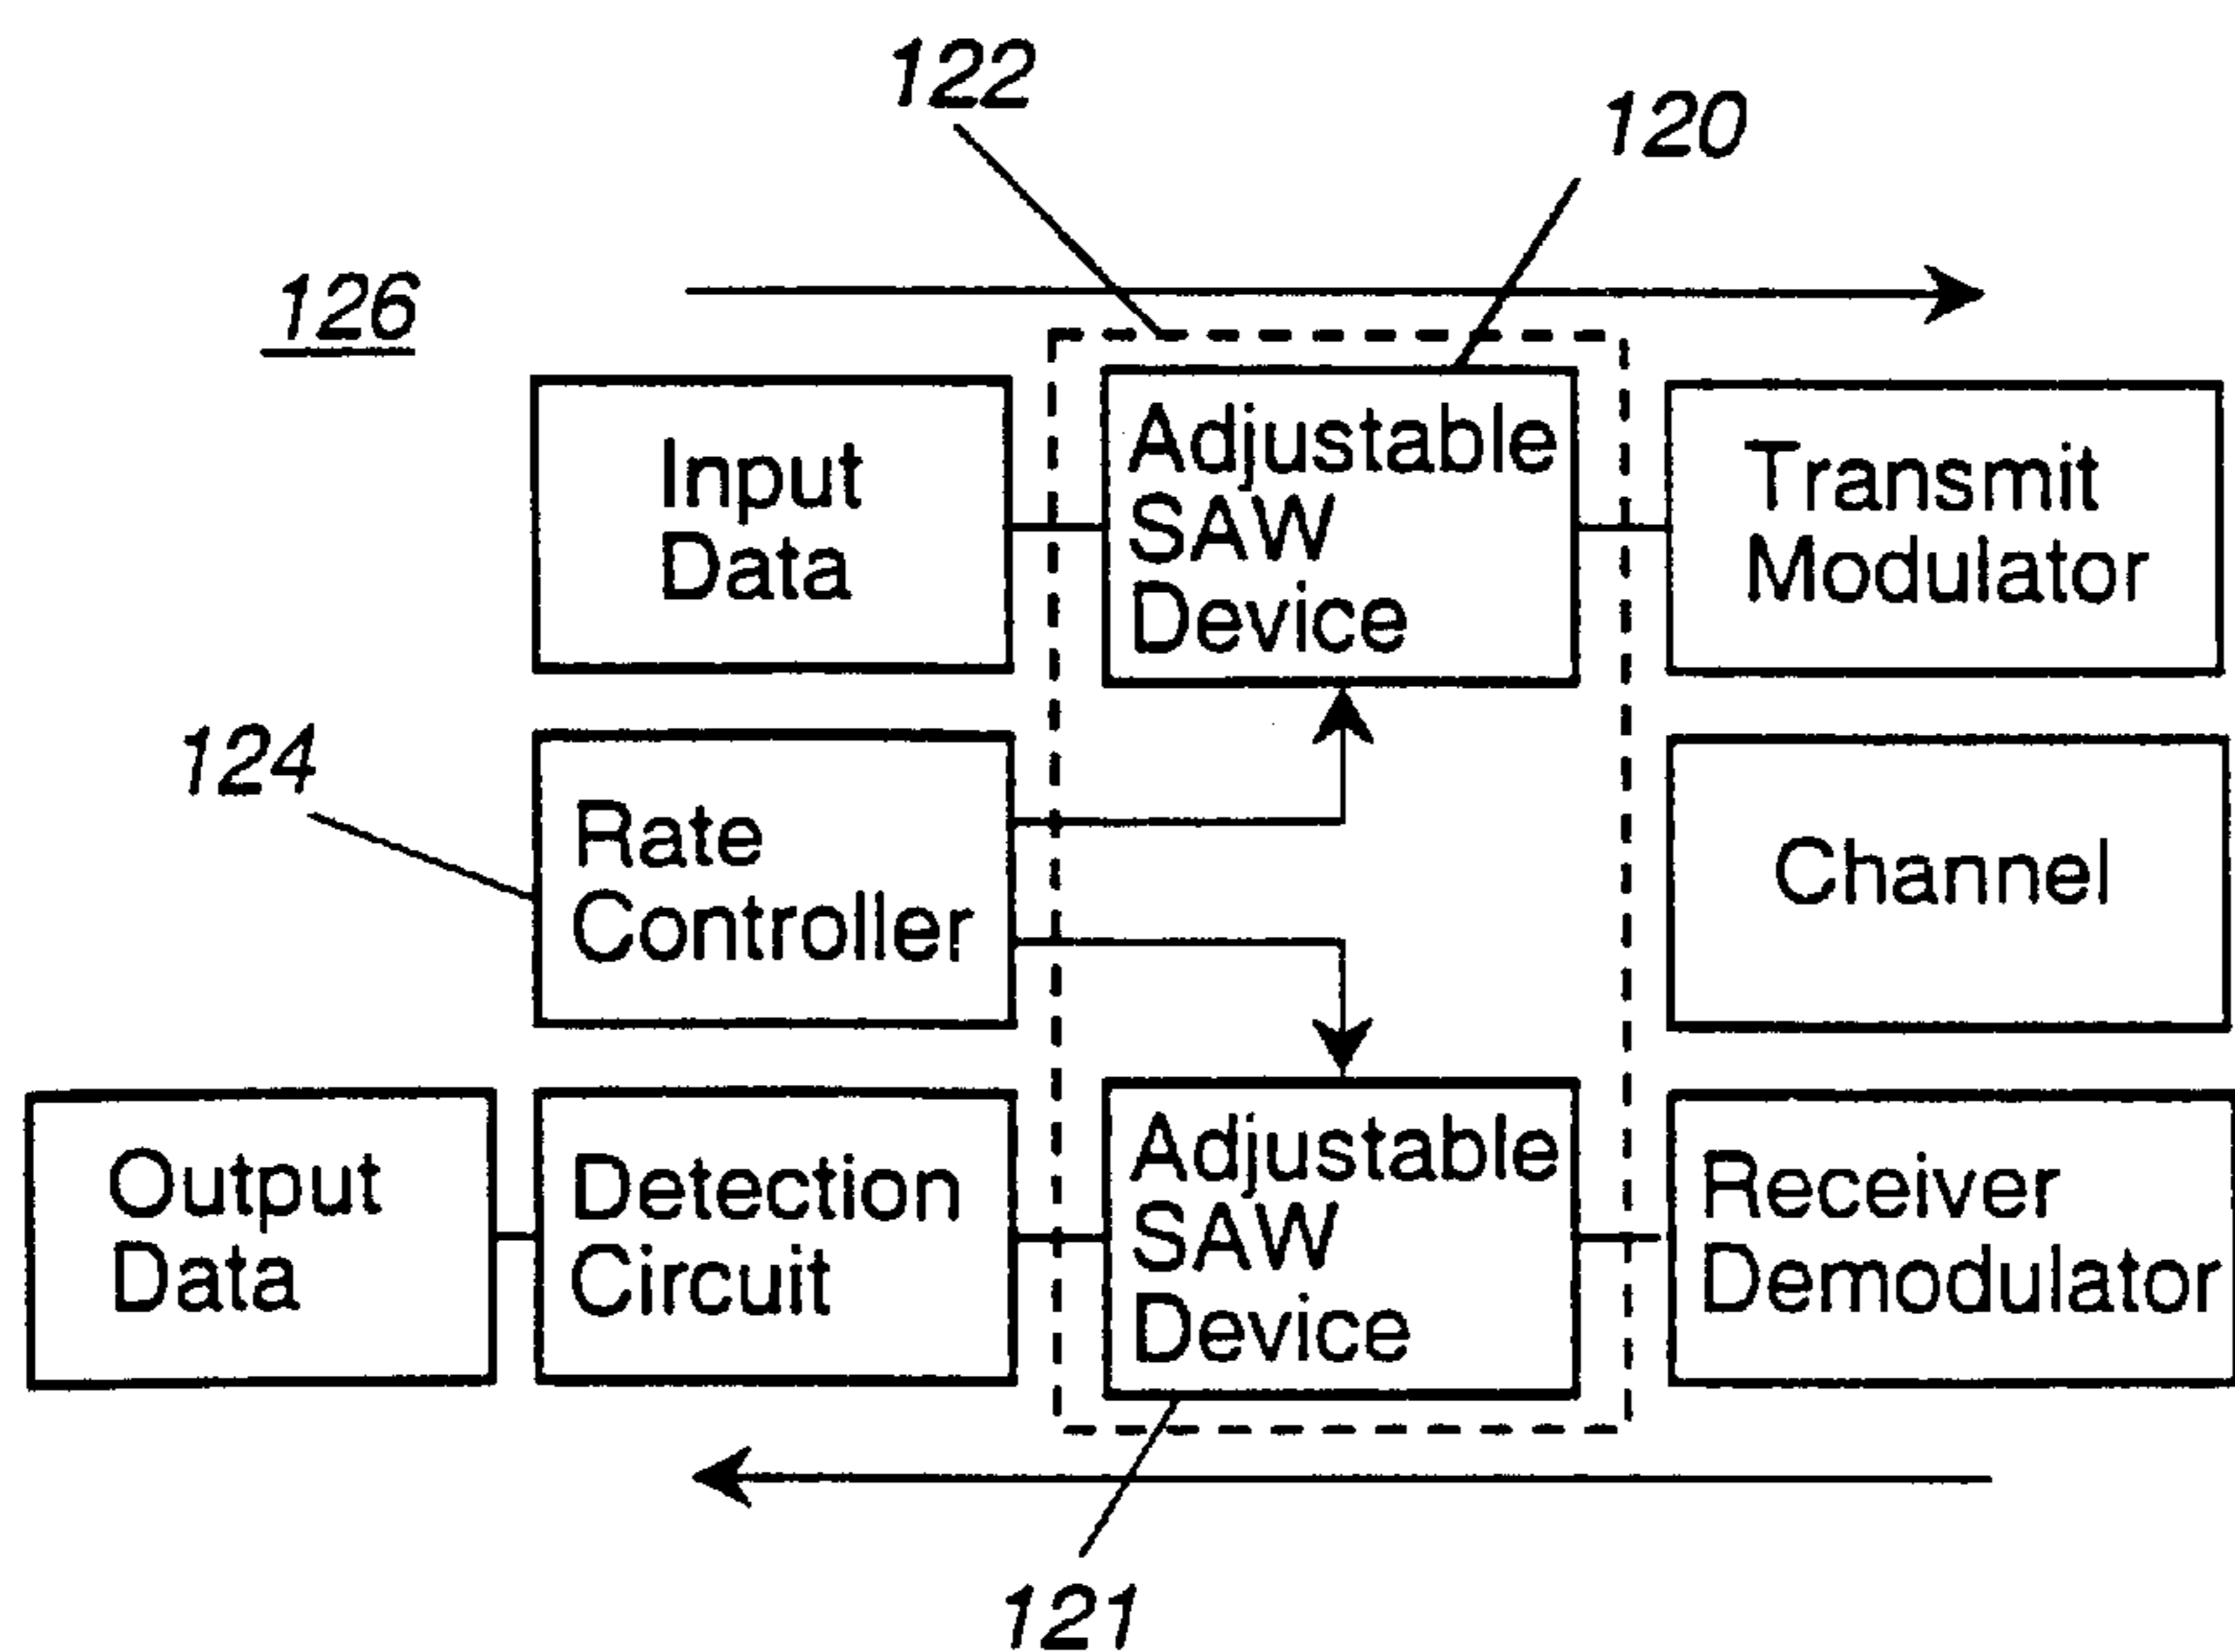 122
120
126
Input
Data
Adjustable
SAW
Device
Transmit
Modulator
124
Rate
Controller
Channel
Output
Data
Detection
Circuit
Adjustable
SAW
Device
Receiver
Demodulator
121